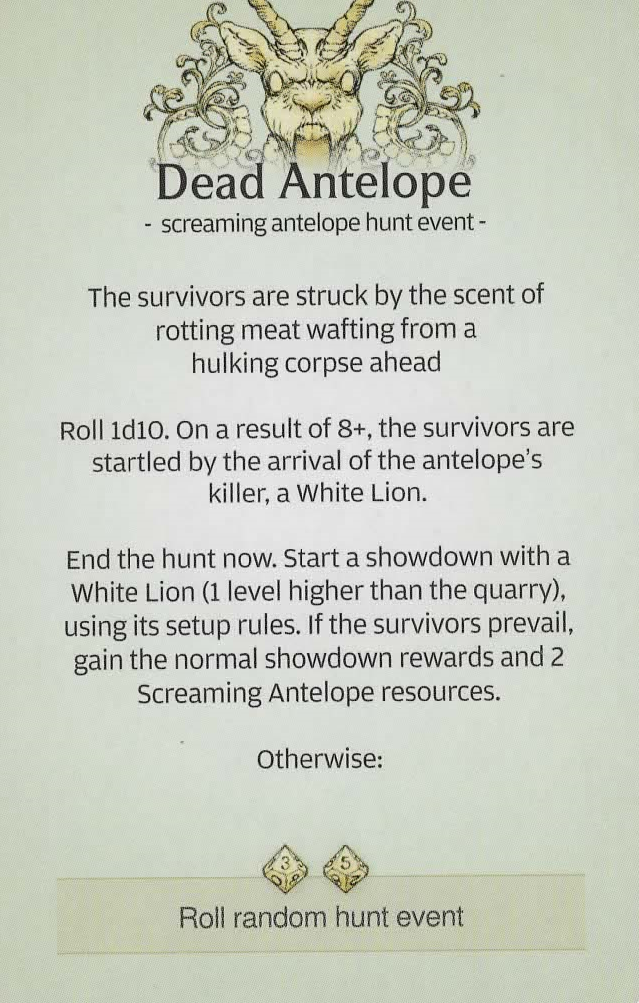 Dead Antelope
- screaming antelope hunt event -
The survivors are struck by the scent of
rotting meat wafting from a
hulking corpse ahead
Roll 1d10. On a result of 8+, the survivors are
startled by the arrival of the antelope's
killer, a White Lion.
End the hunt now. Start a showdown with a
White Lion (1 level higher than the quarry),
using its setup rules. If the survivors prevail,
gain the normal showdown rewards and 2
Screaming Antelope resources.
Otherwise:
3 5
Roll random hunt event